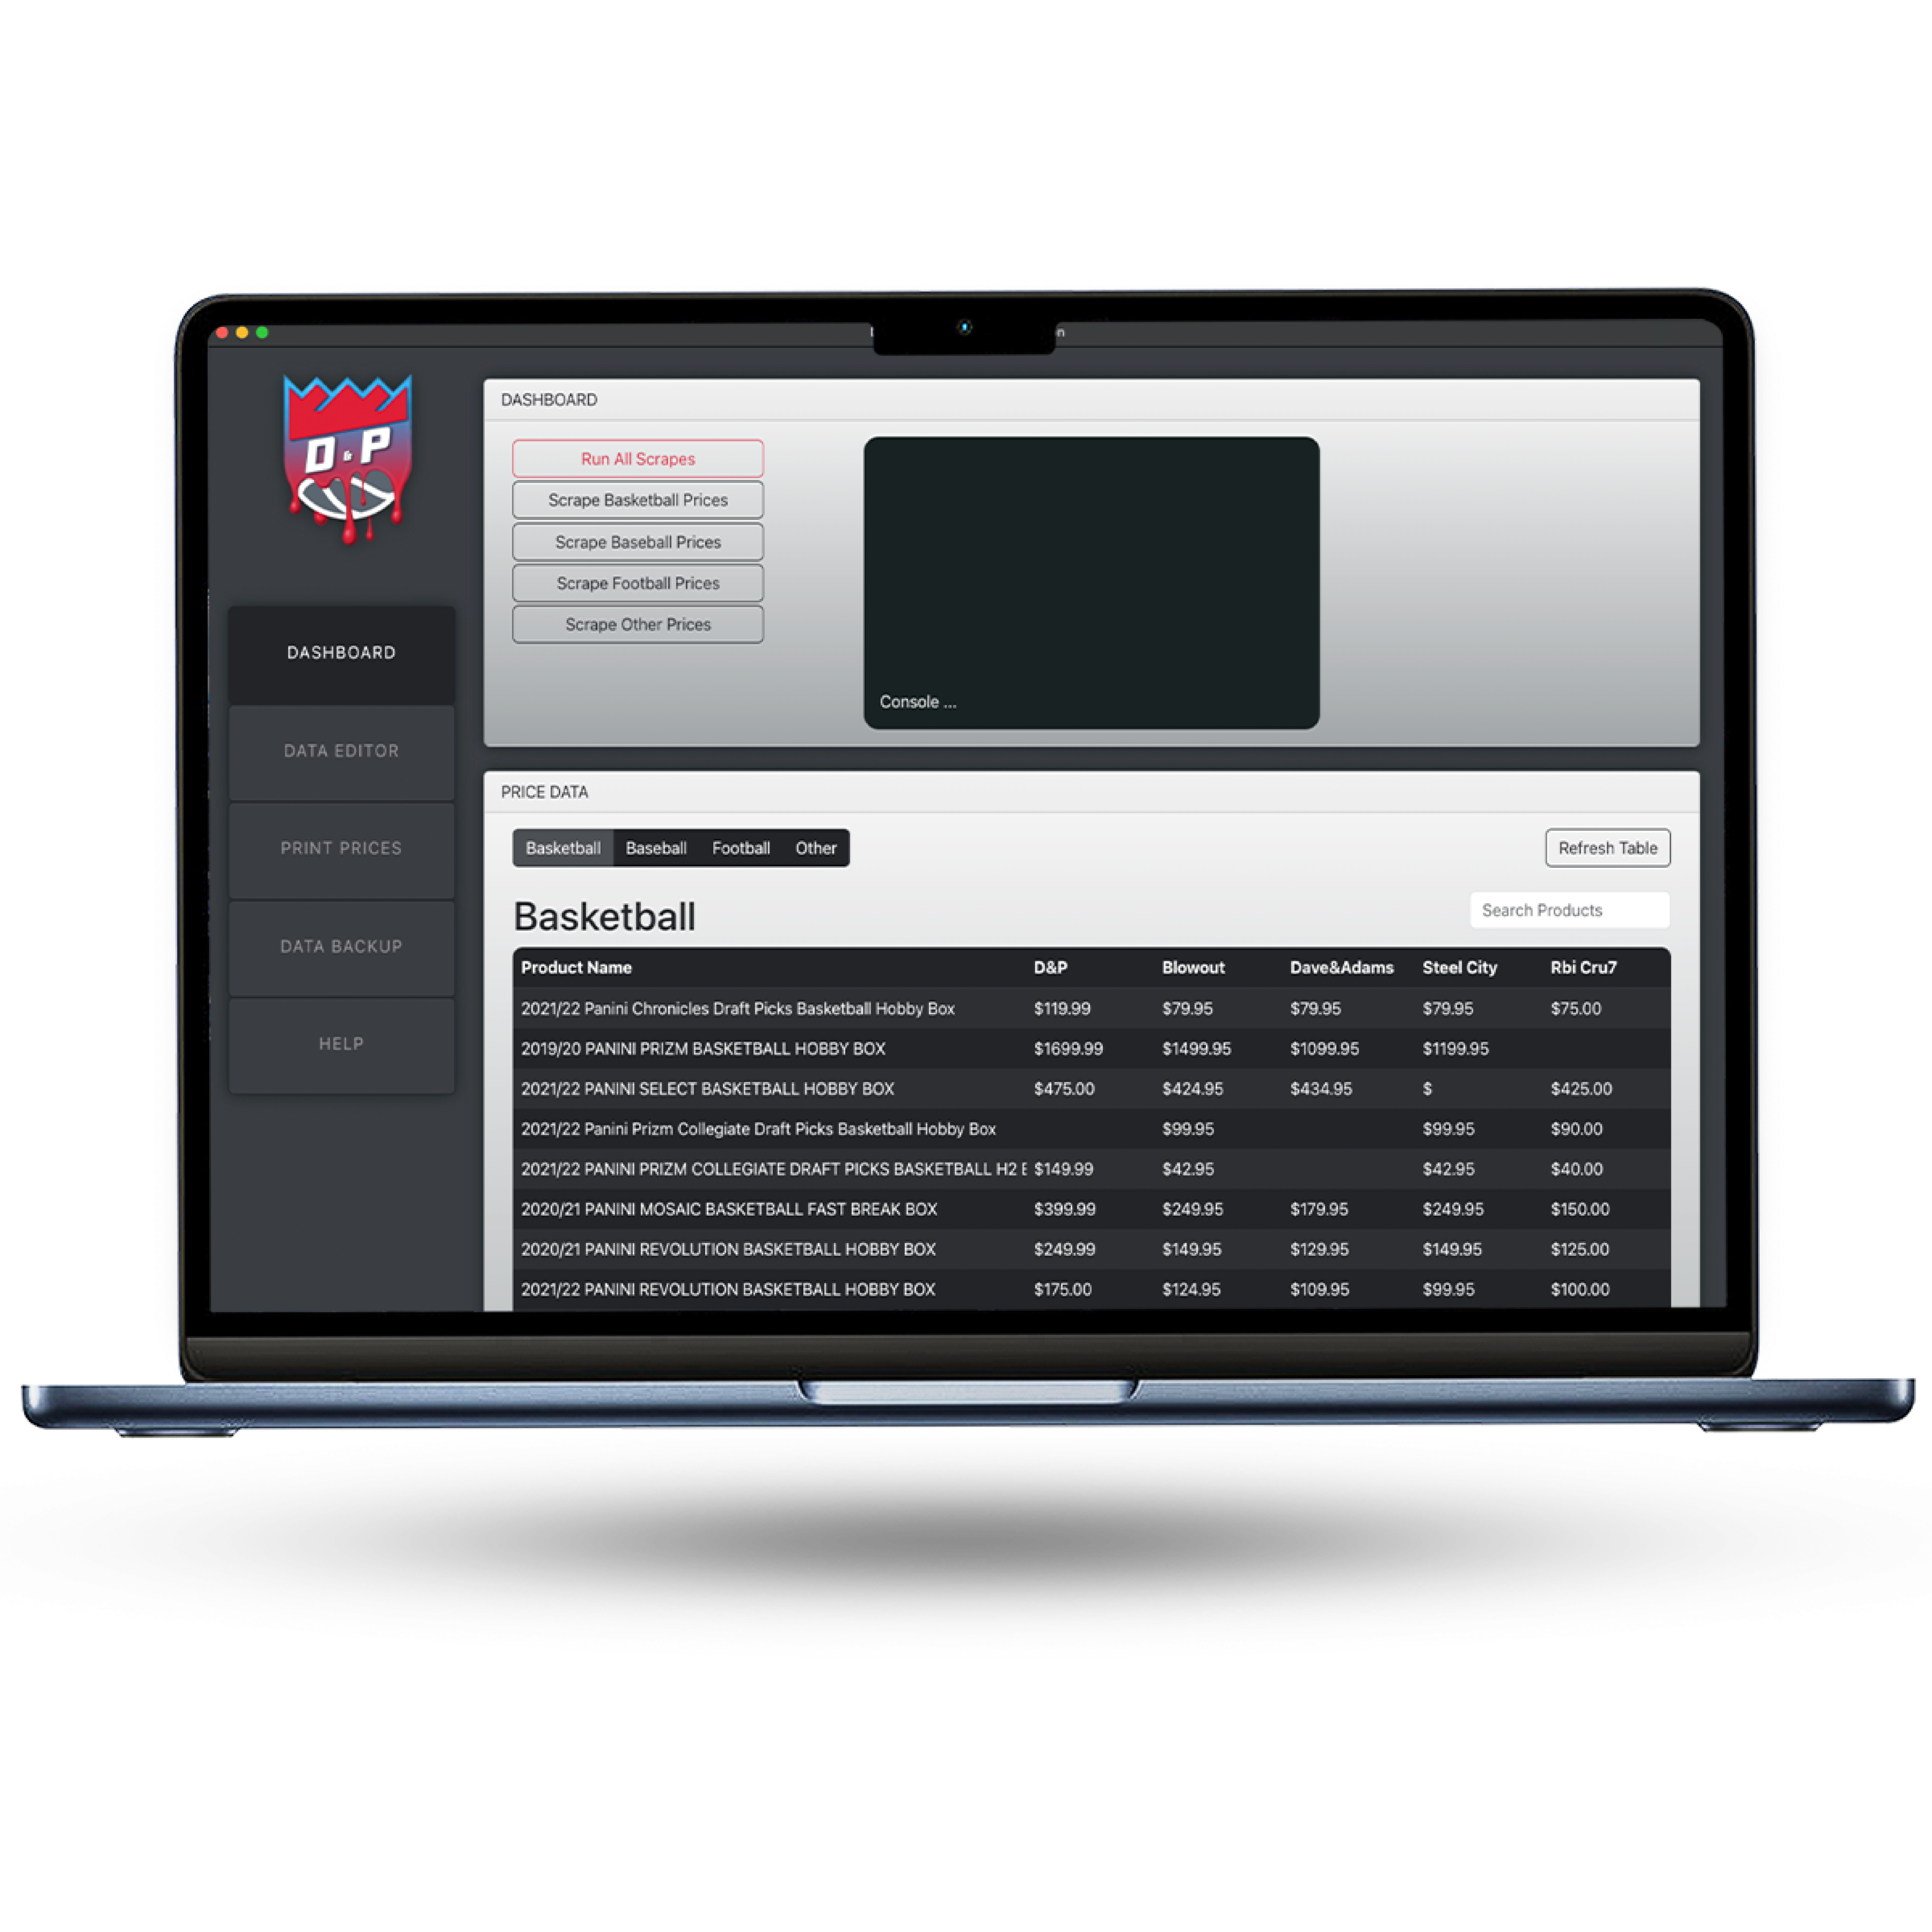 D & P
DASHBOARD
DATA EDITOR
PRINT PRICES
DATA BACKUP
HELP
DASHBOARD
Run All Scrapes
Scrape Basketball Prices
Scrape Baseball Prices
Scrape Football Prices
Scrape Other Prices
Console ...
PRICE DATA
Basketball Baseball Football Other
Refresh Table
Basketball
Search Products
Product Name D&P Blowout Dave&Adams Steel City Rbi Cru7
2021/22 Panini Chronicles Draft Picks Basketball Hobby Box $119.99 $79.95 $79.95 $79.95 $75.00
2019/20 PANINI PRIZM BASKETBALL HOBBY BOX $1699.99 $1499.95 $1099.95 $1199.95
2021/22 PANINI SELECT BASKETBALL HOBBY BOX $475.00 $424.95 $434.95 $ $425.00
2021/22 Panini Prizm Collegiate Draft Picks Basketball Hobby Box $99.95 $99.95 $90.00
2021/22 PANINI PRIZM COLLEGIATE DRAFT PICKS BASKETBALL H2 $149.99 $42.95 $42.95 $40.00
2020/21 PANINI MOSAIC BASKETBALL FAST BREAK BOX $399.99 $249.95 $179.95 $249.95 $150.00
2020/21 PANINI REVOLUTION BASKETBALL HOBBY BOX $249.99 $149.95 $129.95 $149.95 $125.00
2021/22 PANINI REVOLUTION BASKETBALL HOBBY BOX $175.00 $124.95 $109.95 $99.95 $100.00